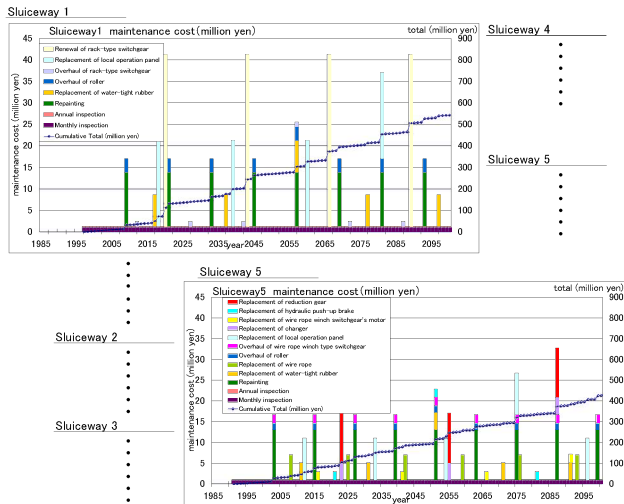 Sluiceway 1
Sluiceway1 maintenance cost(million yen)
total (million yen)
maintenance cost (million yen)
45
40
35
30
25
20
15
10
5
0
900
800
700
600
500
400
300
200
100
0
Renewal of rack-type switchgear
Replacement of local operation panel
Overhaul of rack-type switchgear
Overhaul of roller
Replacement of water-tight rubber
Repainting
Annual inspection
Monthly inspection
Cumulative Total (million yen)
1985 1995 2005 2015 2025 2035 2045 2055 2065 2075 2085 2095
year
Sluiceway 4
Sluiceway 5
Sluiceway 2
Sluiceway 3
Sluiceway 5
Sluiceway5 maintenance cost(million yen)
total (million yen)
maintenance cost (million yen)
45
40
35
30
25
20
15
10
5
0
900
800
700
600
500
400
300
200
100
0
Replacement of reduction gear
Replacement of hydraulic push-up brake
Replacement of wire rope winch switchgear's motor
Replacement of changer
Replacement of local operation panel
Overhaul of wire rope winch type switchgear
Overhaul of roller
Replacement of wire rope
Replacement of water-tight rubber
Repainting
Annual inspection
Monthly inspection
Cumulative Total (million yen)
1985 1995 2005 2015 2025 2035 2045 2055 2065 2075 2085 2095
year